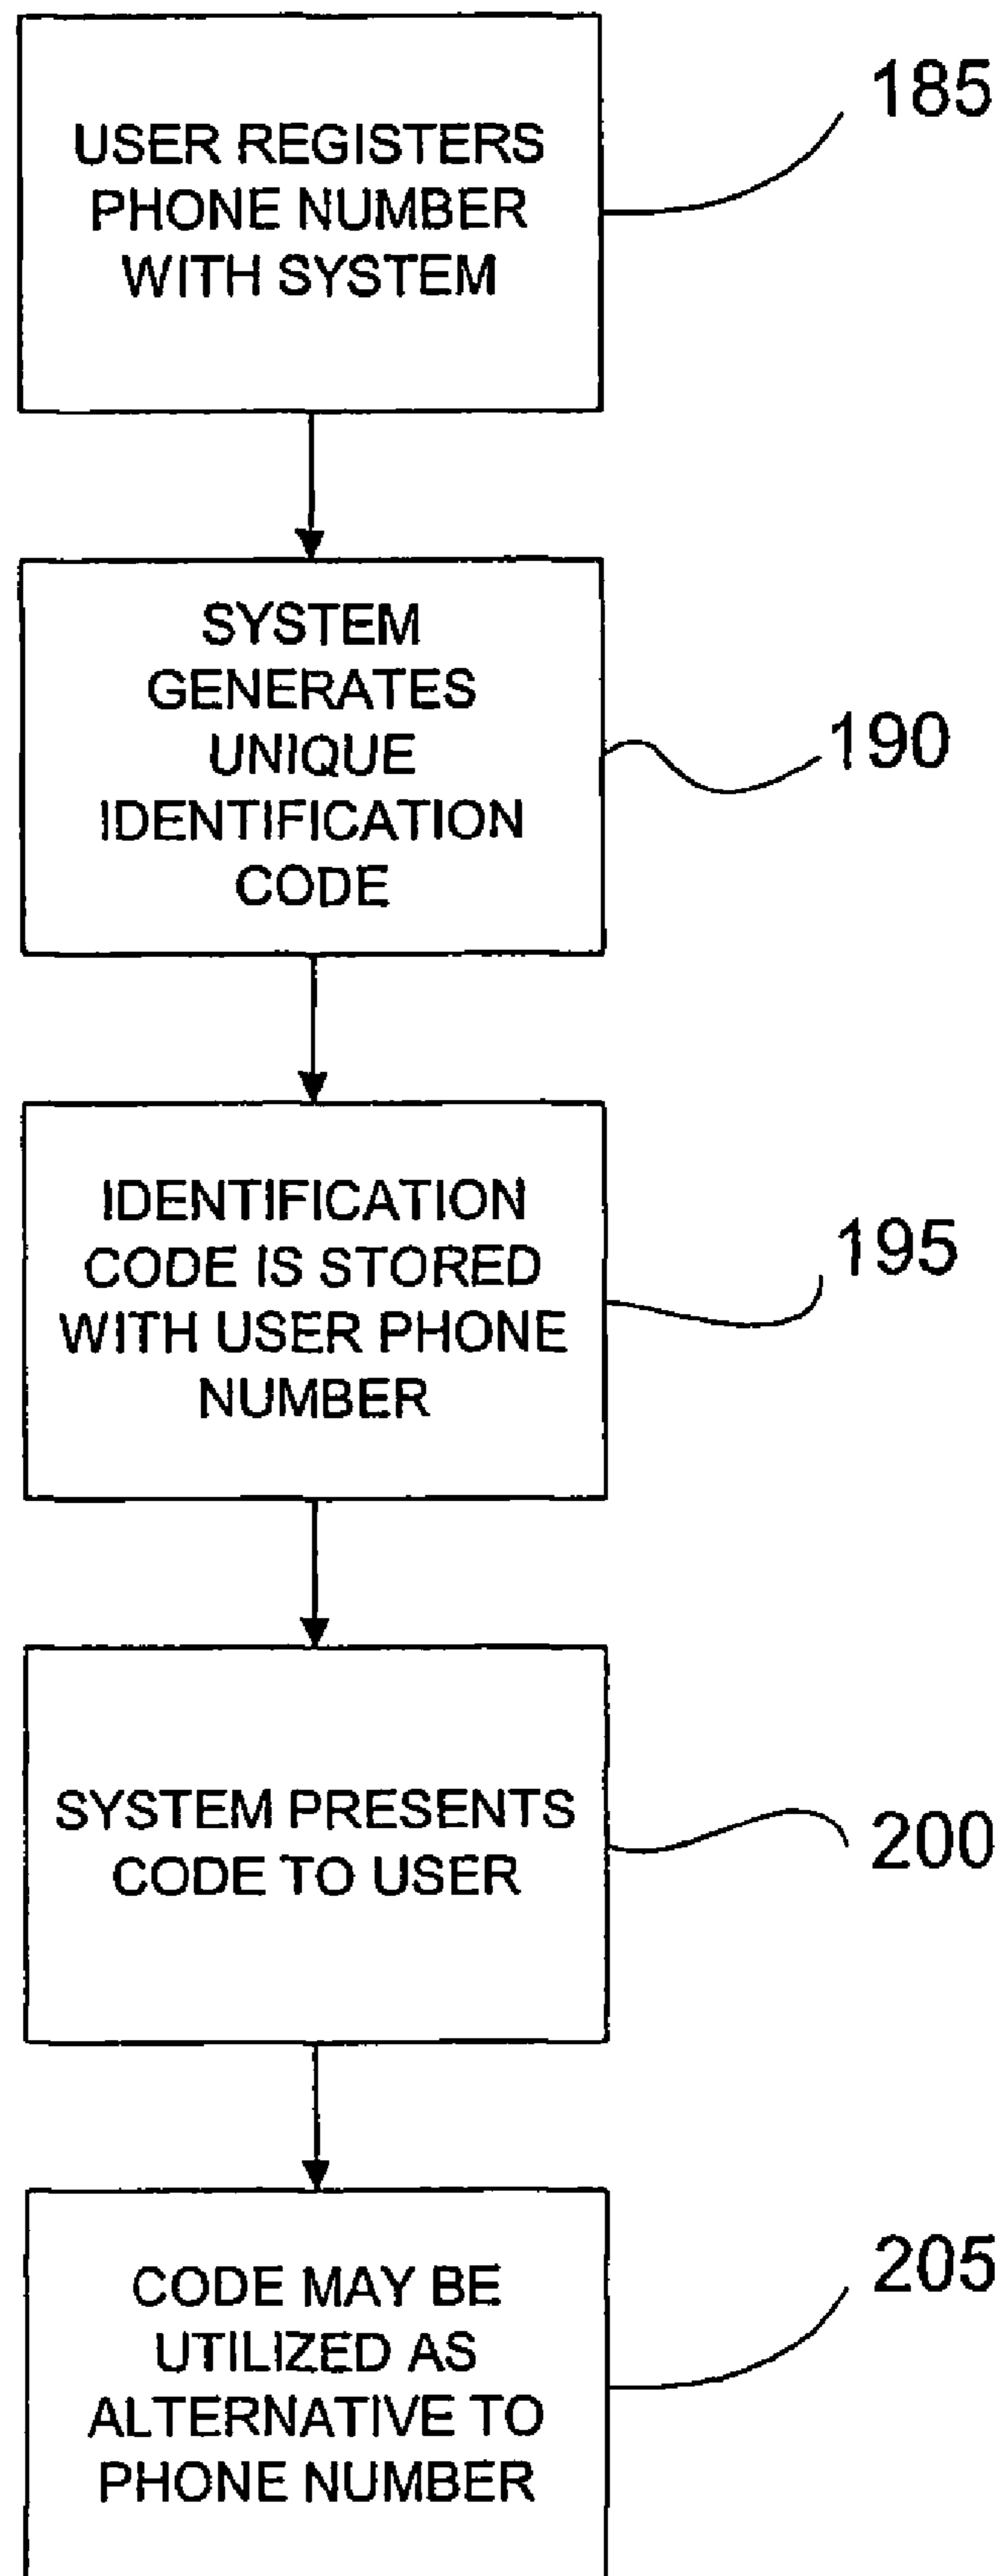 185
USER REGISTERS
PHONE NUMBER
WITH SYSTEM
SYSTEM
GENERATES
UNIQUE
IDENTIFICATION
CODE
190
IDENTIFICATION
CODE IS STORED
WITH USER PHONE
NUMBER
195
SYSTEM PRESENTS
CODE TO USER
200
CODE MAY BE
UTILIZED AS
ALTERNATIVE TO
PHONE NUMBER
205